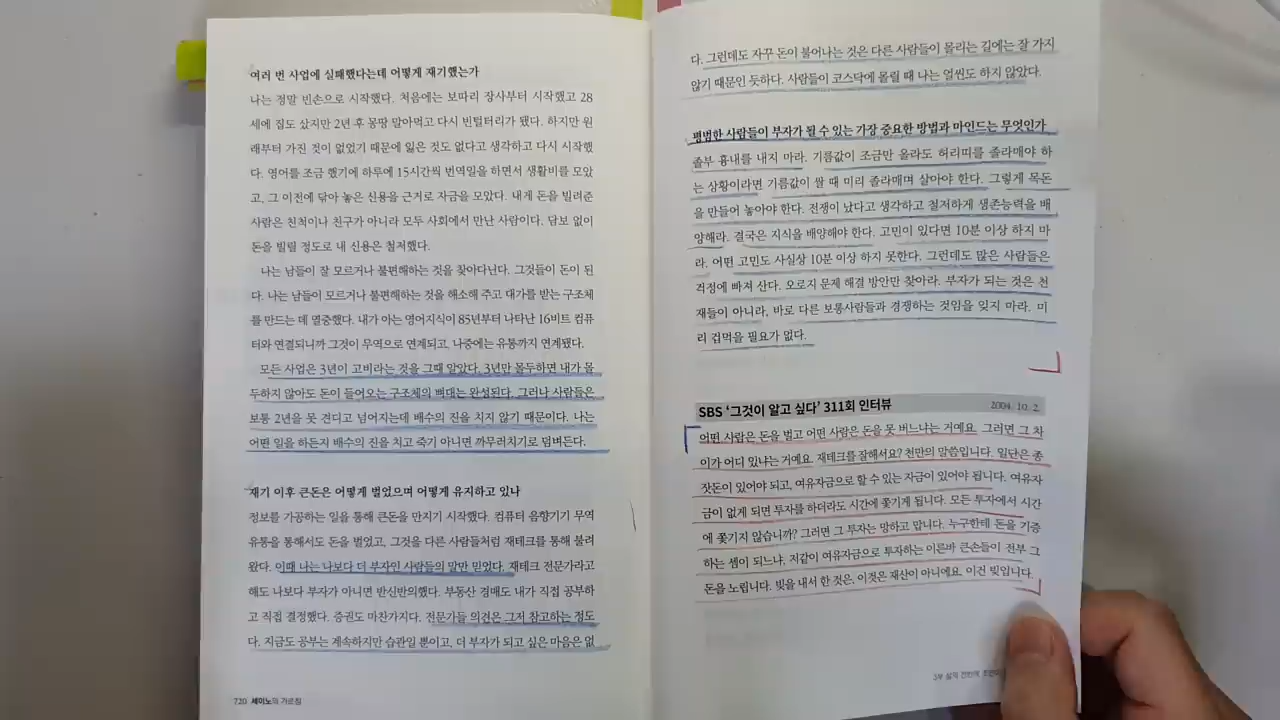 여러 번 사업에 실패했다는데 어떻게 재기했는가
나는 정말 빈손으로 시작했다. 처음에는 보따리 장사부터 시작했고 28
세에 집도 샀지만 2년 후 몽땅 말아먹고 다시 빈털터리가 됐다. 하지만 원
래부터 가진 것이 없었기 때문에 잃은 것도 없다고 생각하고 다시 시작했
다. 영어를 조금 했기에 하루에 15시간씩 번역일을 하면서 생활비를 모았
고, 그 이전에 닦아 놓은 신용을 근거로 자금을 모았다. 내게 돈을 빌려준
사람은 친척이나 친구가 아니라 모두 사회에서 만난 사람이다. 담보 없이
돈을 빌릴 정도로 내 신용은 철저했다.
나는 남들이 잘 모르거나 불편해하는 것을 찾아다닌다. 그것들이 돈이 된
다. 나는 남들이 모르거나 불편해하는 것을 해소해 주고 대가를 받는 구조체
를 만드는 데 열중했다. 내가 아는 영어지식이 85년부터 나타난 16비트 컴퓨
터와 연결되니까 그것이 무역으로 연계되고, 나중에는 유통까지 연계됐다.
모든 사업은 3년이 고비라는 것을 그때 알았다. 3년만 몰두하면 내가 몰
두하지 않아도 돈이 들어오는 구조체의 뼈대는 완성된다. 그러나 사람들은
보통 2년을 못 견디고 넘어지는데 배수의 진을 치지 않기 때문이다. 나는
어떤 일을 하든지 배수의 진을 치고 죽기 아니면 까무러치기로 덤벼든다.
재기 이후 큰돈은 어떻게 벌었으며 어떻게 유지하고 있나
정보를 가공하는 일을 통해 큰돈을 만지기 시작했다. 컴퓨터 음향기기 무역
유통을 통해서도 돈을 벌었고, 그것을 다른 사람들처럼 재테크를 통해 불려
왔다. 이때 나는 나보다 더 부자인 사람들의 말만 믿었다. 재테크 전문가라고
해도 나보다 부자가 아니면 반신반의했다. 부동산 경매도 내가 직접 공부하
고 직접 결정했다. 증권도 마찬가지다. 전문가들 의견은 그저 참고하는 정도
다. 지금도 공부는 계속하지만 습관일 뿐이고, 더 부자가 되고 싶은 마음은 없
720 세이노의 가르침
다. 그런데도 자꾸 돈이 불어나는 것은 다른 사람들이 몰리는 길에는 잘 가지
않기 때문인 듯하다. 사람들이 코스닥에 몰릴 때 나는 얼씬도 하지 않았다.
평범한 사람들이 부자가 될 수 있는 가장 중요한 방법과 마인드는 무엇인가
졸부 흉내를 내지 마라. 기름값이 조금만 올라도 허리띠를 졸라매야 하
는 상황이라면 기름값이 쌀 때 미리 졸라매며 살아야 한다. 그렇게 목돈
을 만들어 놓아야 한다. 전쟁이 났다고 생각하고 철저하게 생존능력을 배
양해라. 결국은 지식을 배양해야 한다. 고민이 있다면 10분 이상 하지 마
라. 어떤 고민도 사실상 10분 이상 하지 못한다. 그런데도 많은 사람들은
걱정에 빠져 산다. 오로지 문제 해결 방안만 찾아라. 부자가 되는 것은 천
재들이 아니라, 바로 다른 보통사람들과 경쟁하는 것임을 잊지 마라. 미
리 겁먹을 필요가 없다.
SBS ‘그것이 알고 싶다’ 311회 인터뷰 2004. 10. 2.
어떤 사람은 돈을 벌고 어떤 사람은 돈을 못 버느냐는 거예요. 그러면 그 차
이가 어디 있냐는 거예요. 재테크를 잘해서요? 천만의 말씀입니다. 일단은 종
잣돈이 있어야 되고, 여유자금으로 할 수 있는 자금이 있어야 됩니다. 여유자
금이 없게 되면 투자를 하더라도 시간에 쫓기게 됩니다. 모든 투자에서 시간
에 쫓기지 않습니까? 그러면 그 투자는 망하고 맙니다. 누구한테 돈을 기증
하는 셈이 되느냐, 저같이 여유자금으로 투자하는 이른바 큰손들이 전부 그
돈을 노립니다. 빚을 내서 한 것은, 이것은 재산이 아니에요. 이건 빚입니다.
3부 삶의 전반에